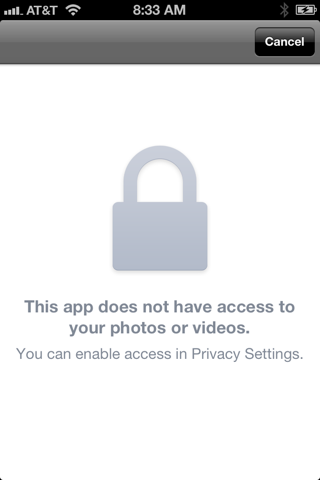 AT&T 8:33 AM
Cancel
This app does not have access to
your photos or videos.
You can enable access in Privacy Settings.